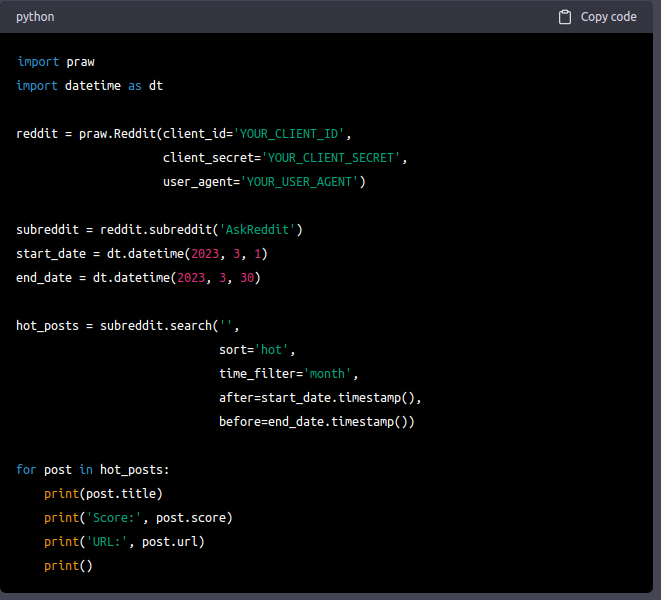 python
Copy code
import praw
import datetime as dt
reddit = praw.Reddit(client_id='YOUR_CLIENT_ID',
                     client_secret='YOUR_CLIENT_SECRET',
                     user_agent='YOUR_USER_AGENT')
subreddit = reddit.subreddit('AskReddit')
start_date = dt.datetime(2023, 3, 1)
end_date = dt.datetime(2023, 3, 30)
hot_posts = subreddit.search('',
                             sort='hot',
                             time_filter='month',
                             after=start_date.timestamp(),
                             before=end_date.timestamp())
for post in hot_posts:
    print(post.title)
    print('Score:', post.score)
    print('URL:', post.url)
    print()